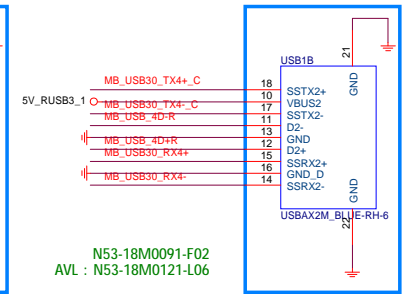 21
USB1B
GND
MB_USB30_TX4+_C
18
SSTX2+
5V_RUSB3_1
10
VBUS2
MB_USB30_TX4-_C
17
SSTX2-
MB_USB_4D-R
11
D2-
13
GND
MB_USB_4D+R
12
D2+
MB_USB30_RX4+
15
SSRX2+
16
GND_D
MB_USB30_RX4-
14
SSRX2-
GND
USBAX2M_BLUE-RH-6
22
N53-18M0091-F02
AVL : N53-18M0121-L06